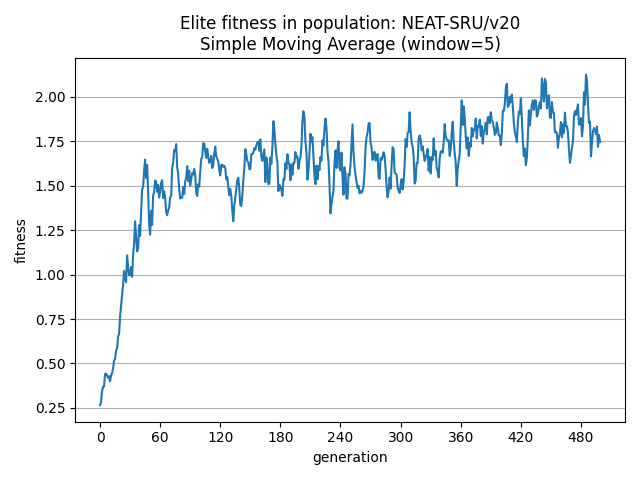 Elite fitness in population: NEAT-SRU/v20
Simple Moving Average (window=5)
fitness
2.00
1.75
1.50
1.25
1.00
0.75
0.50
0.25
0 60 120 180 240 300 360 420 480
generation